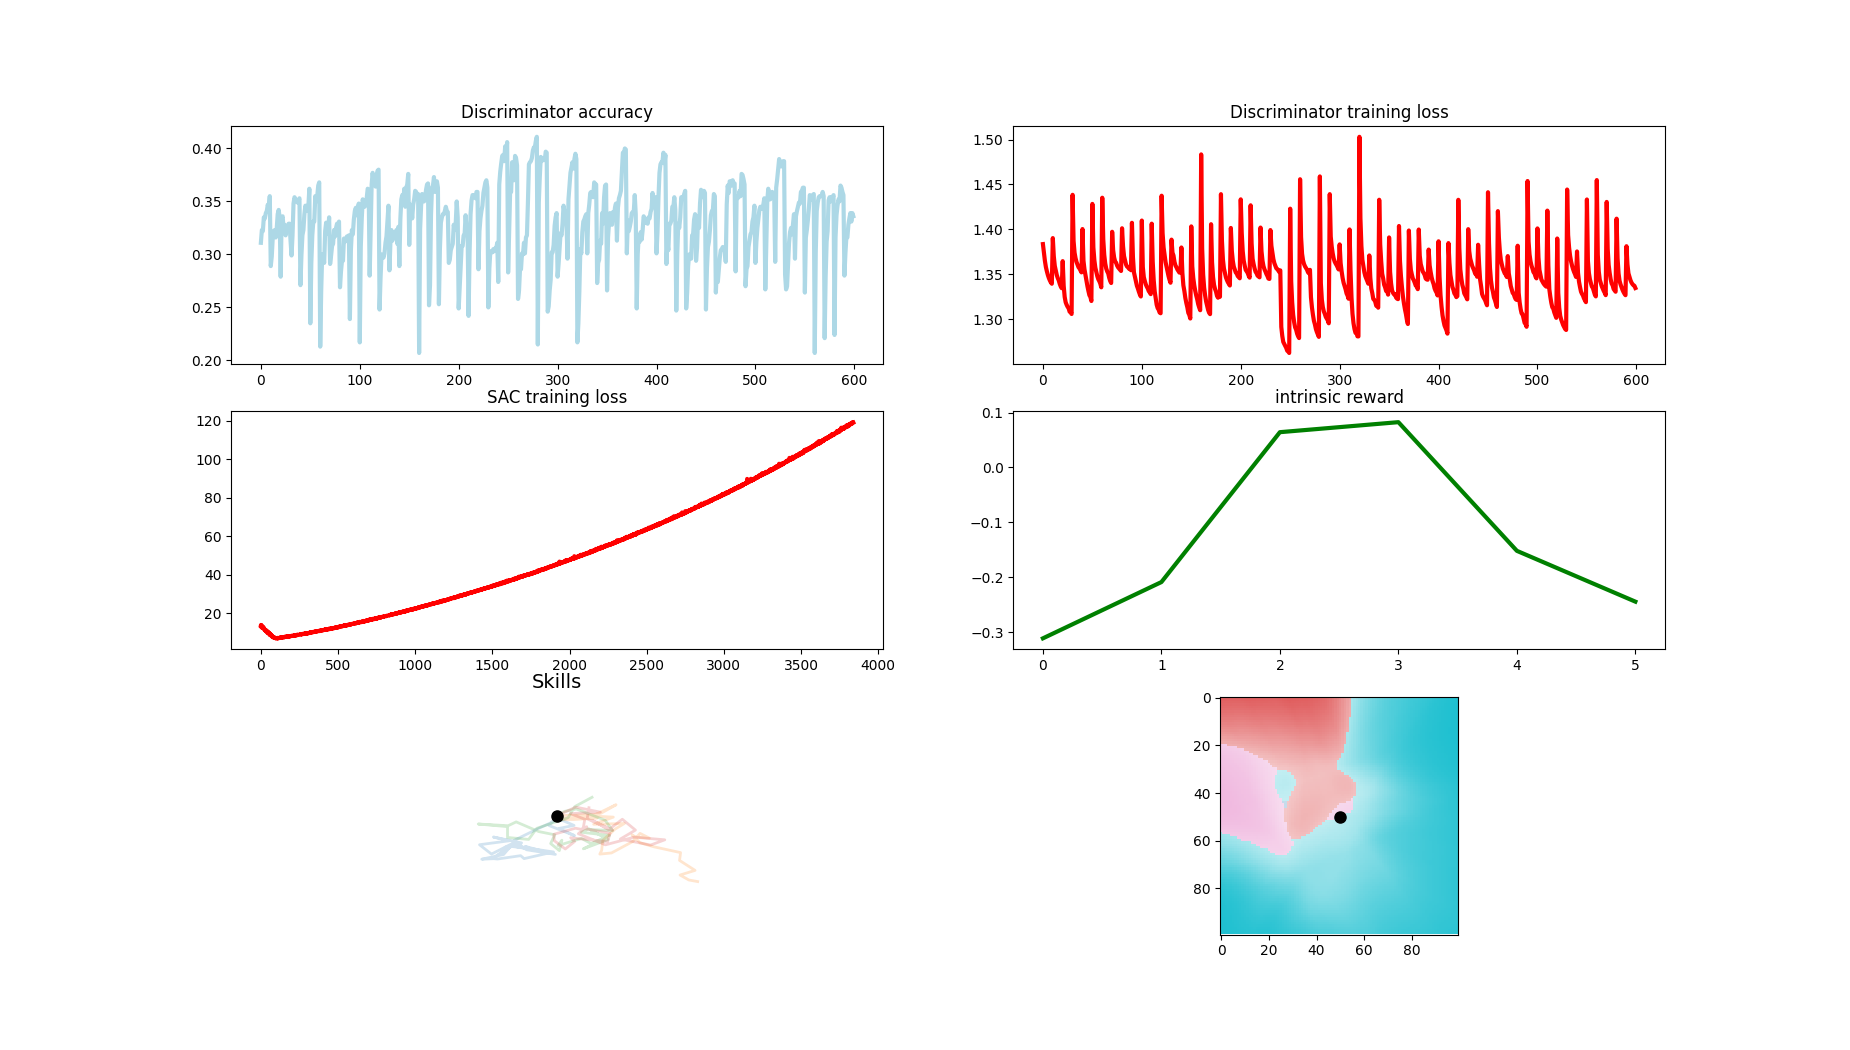 Discriminator accuracy
0.40
0.35
0.30
0.25
0.20
0 100 200 300 400 500 600
Discriminator training loss
1.50
1.45
1.40
1.35
1.30
0 100 200 300 400 500 600
SAC training loss
120
100
80
60
40
20
0 500 1000 1500 2000 2500 3000 3500 4000
intrinsic reward
0.1
0.0
−0.1
−0.2
−0.3
0 1 2 3 4 5
Skills
0
20
40
60
80
0 20 40 60 80